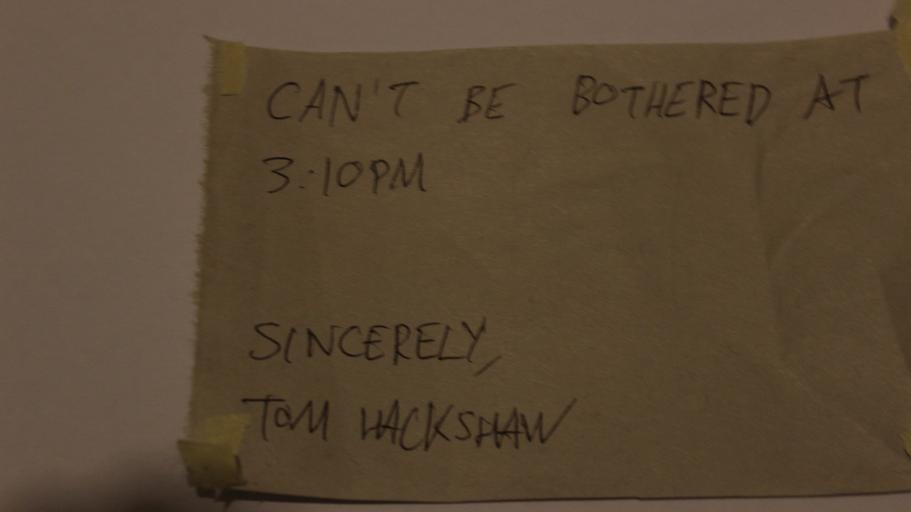 CAN'T BE BOTHERED AT
3:10PM
SINCERELY,
TOM HACKSHAW